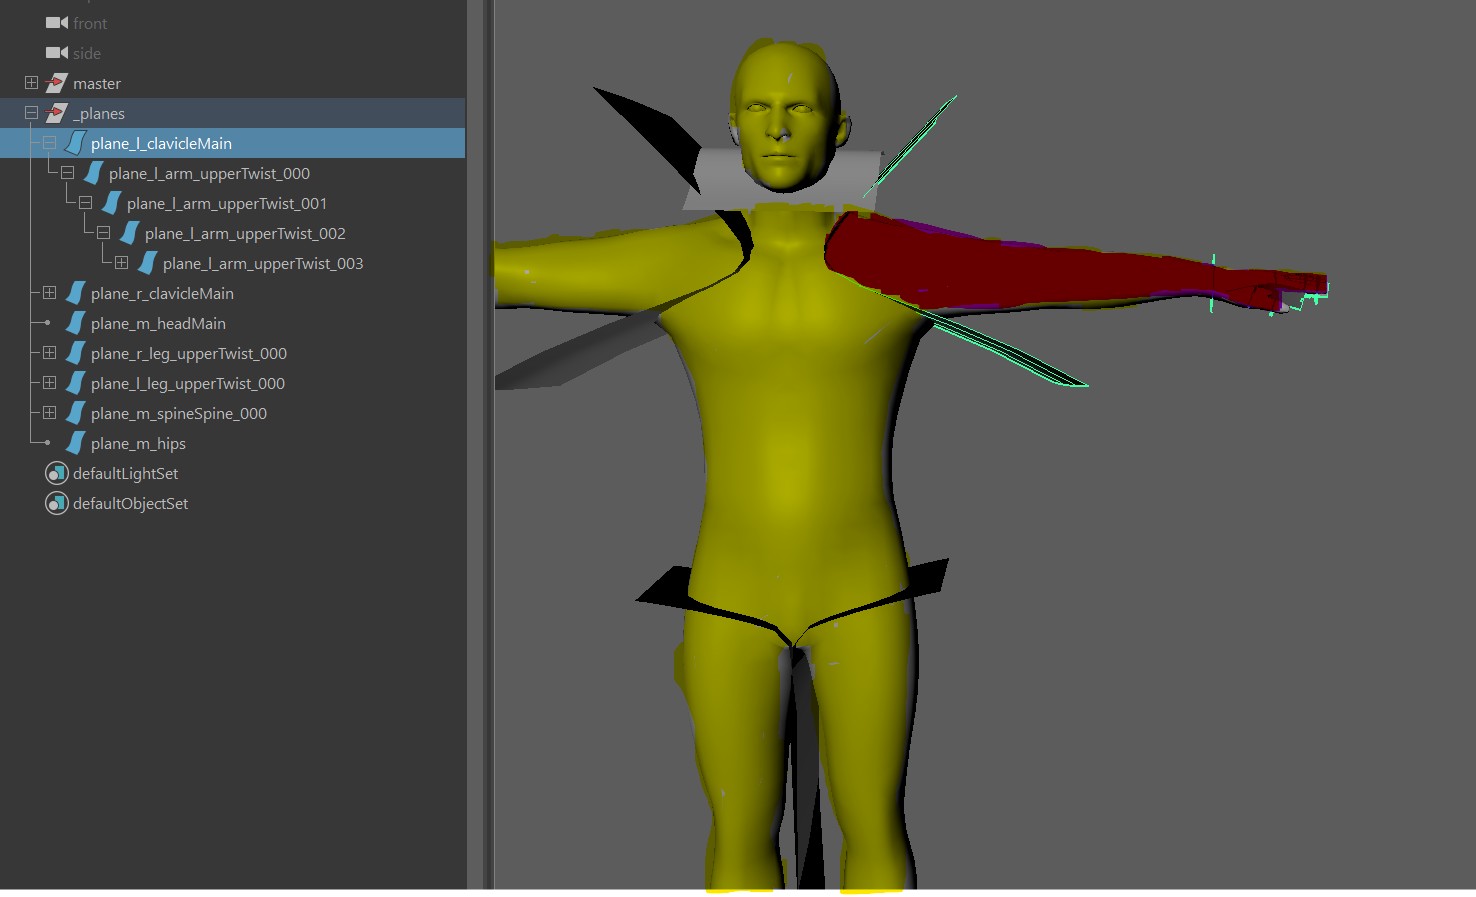 front
side
master
_planes
plane_l_clavicleMain
plane_l_arm_upperTwist_000
plane_l_arm_upperTwist_001
plane_l_arm_upperTwist_002
plane_l_arm_upperTwist_003
plane_r_clavicleMain
plane_m_headMain
plane_r_leg_upperTwist_000
plane_l_leg_upperTwist_000
plane_m_spineSpine_000
plane_m_hips
defaultLightSet
defaultObjectSet